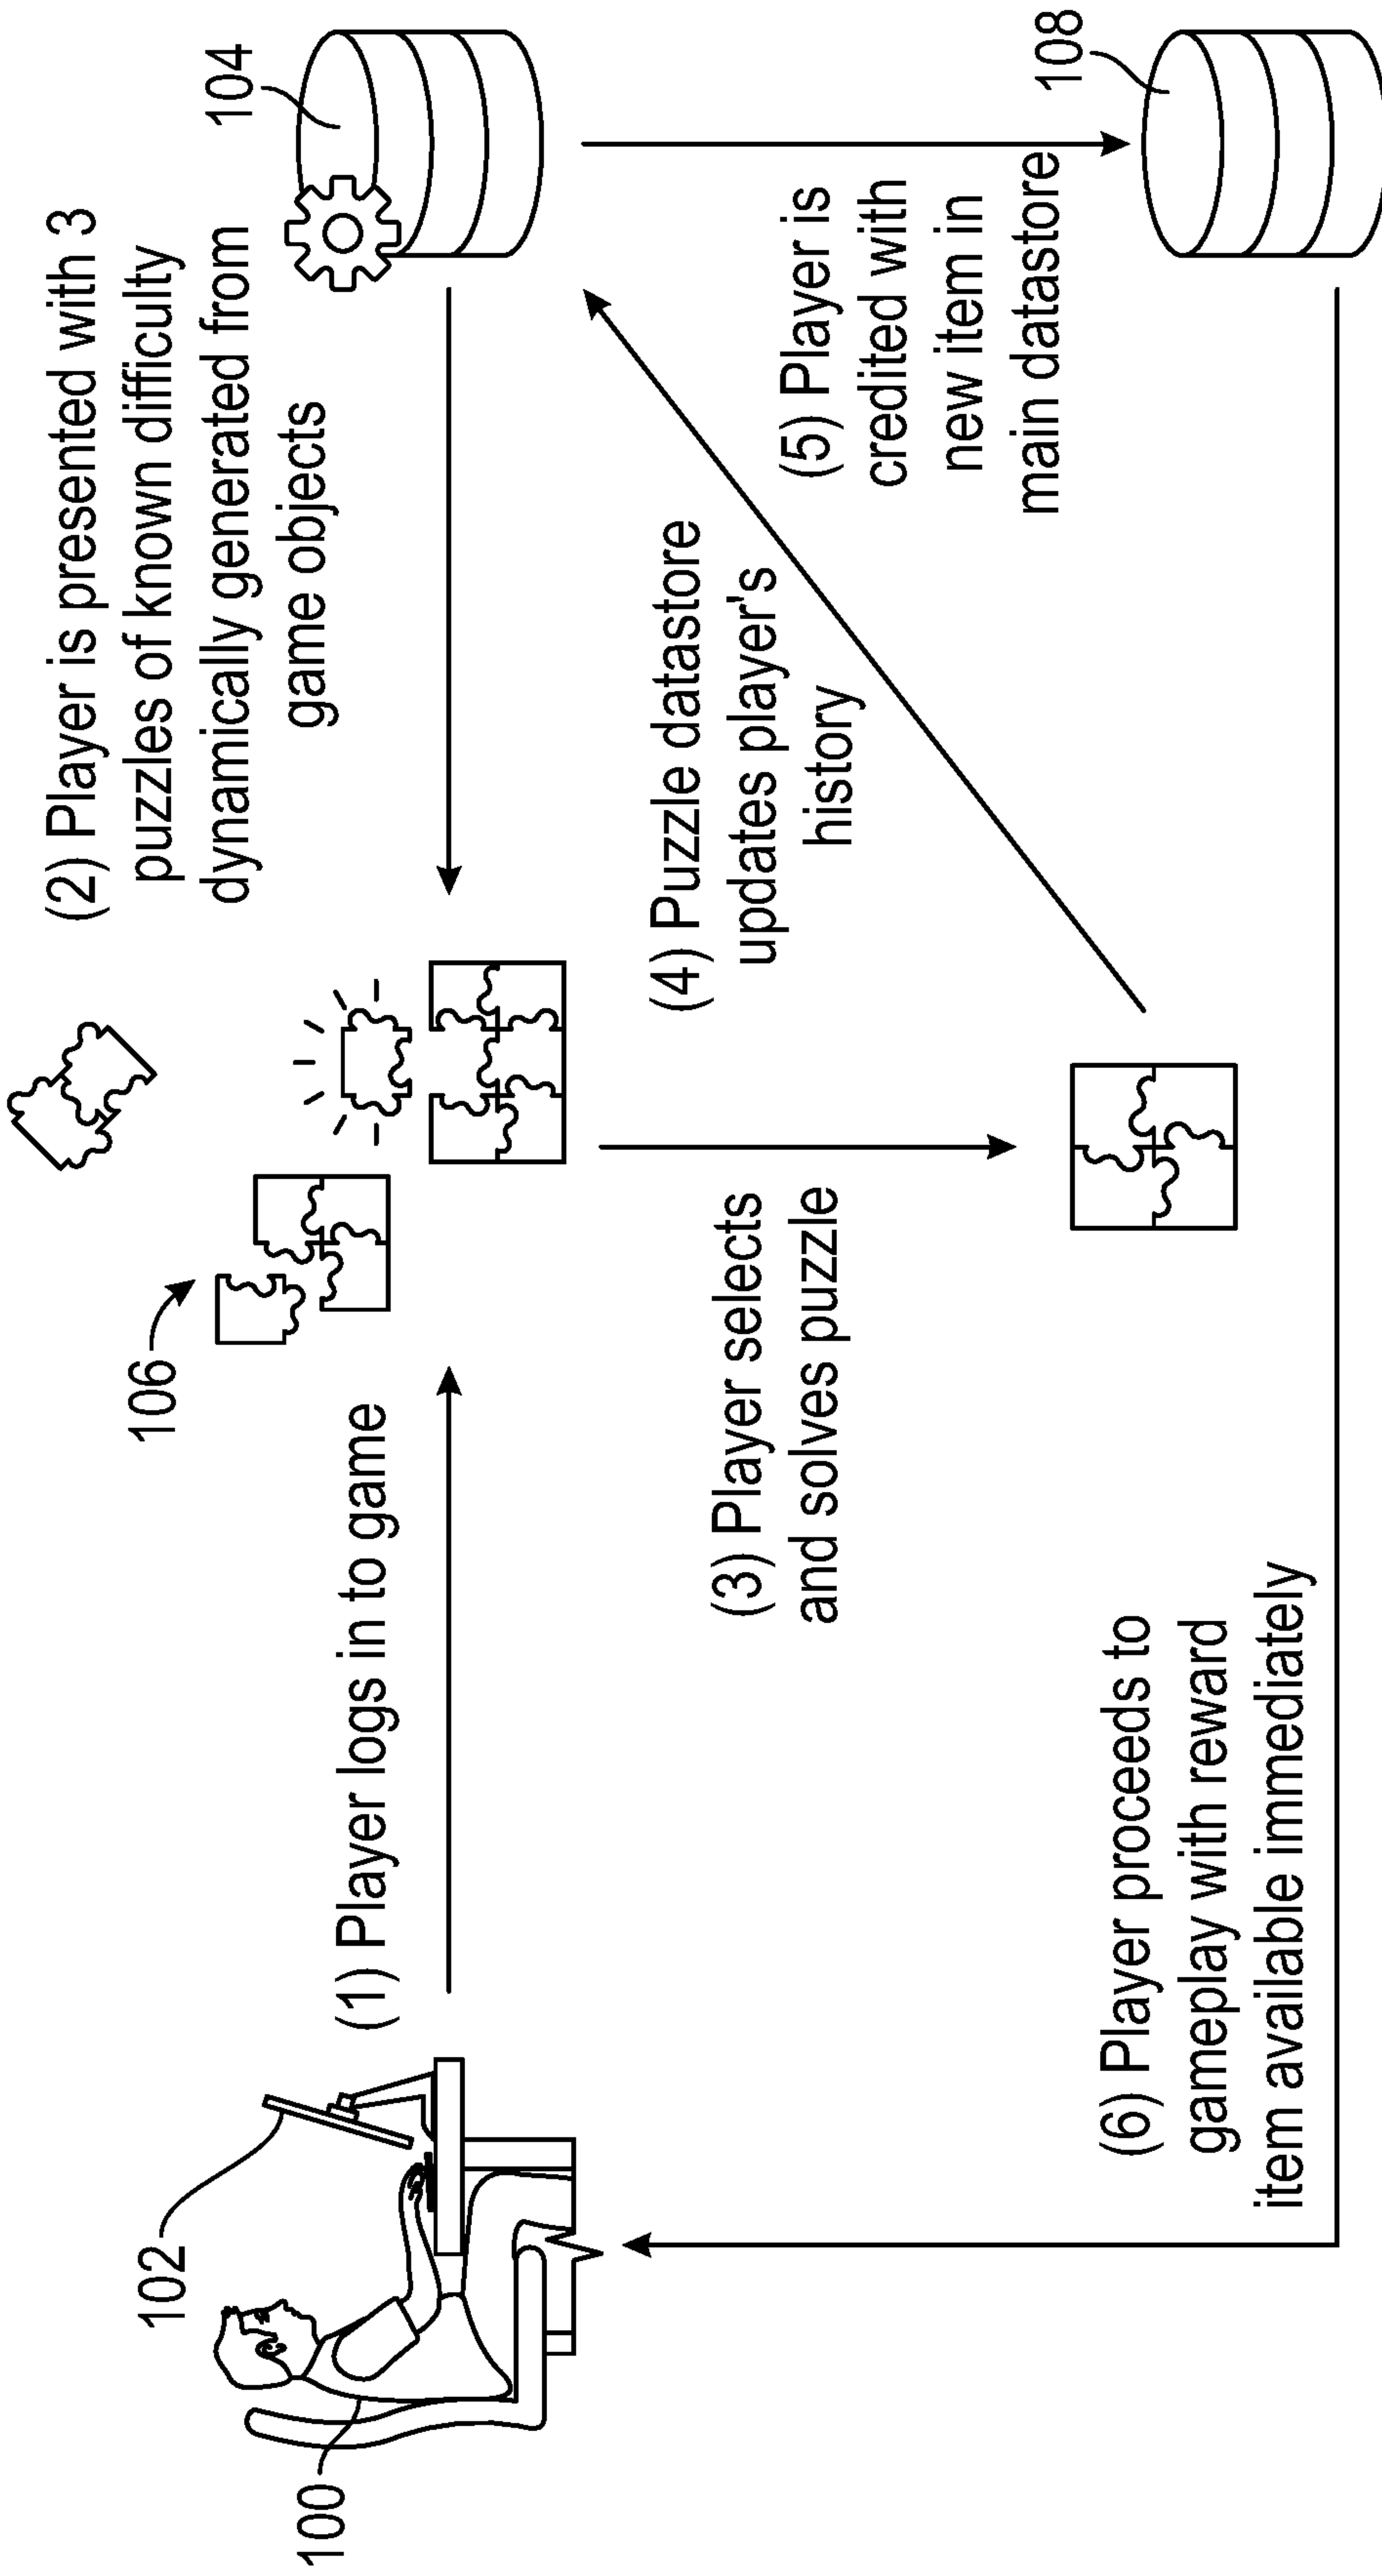 100
102
(1) Player logs in to game
106
(2) Player is presented with 3
puzzles of known difficulty
dynamically generated from
game objects
104
(3) Player selects
and solves puzzle
(4) Puzzle datastore
updates player's
history
(5) Player is
credited with
new item in
main datastore
108
(6) Player proceeds to
gameplay with reward
item available immediately